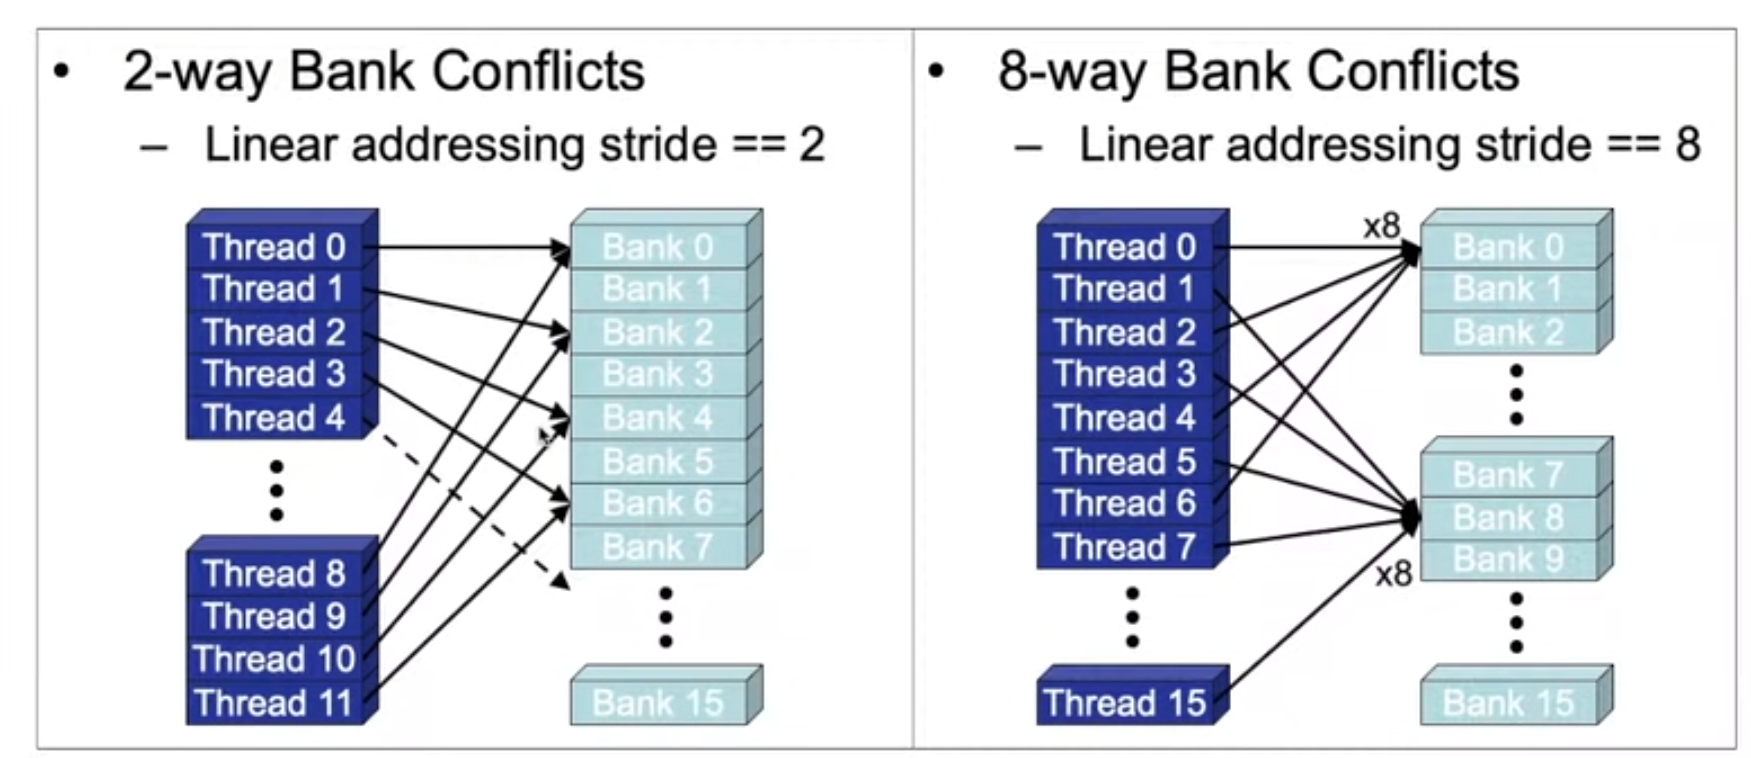 • 2-way Bank Conflicts
– Linear addressing stride == 2
Thread 0
Thread 1
Thread 2
Thread 3
Thread 4
Thread 8
Thread 9
Thread 10
Thread 11
Bank 0
Bank 1
Bank 2
Bank 3
Bank 4
Bank 5
Bank 6
Bank 7
Bank 15
• 8-way Bank Conflicts
– Linear addressing stride == 8
Thread 0
Thread 1
Thread 2
Thread 3
Thread 4
Thread 5
Thread 6
Thread 7
Thread 15
x8
Bank 0
Bank 1
Bank 2
Bank 7
Bank 8
Bank 9
x8
Bank 15